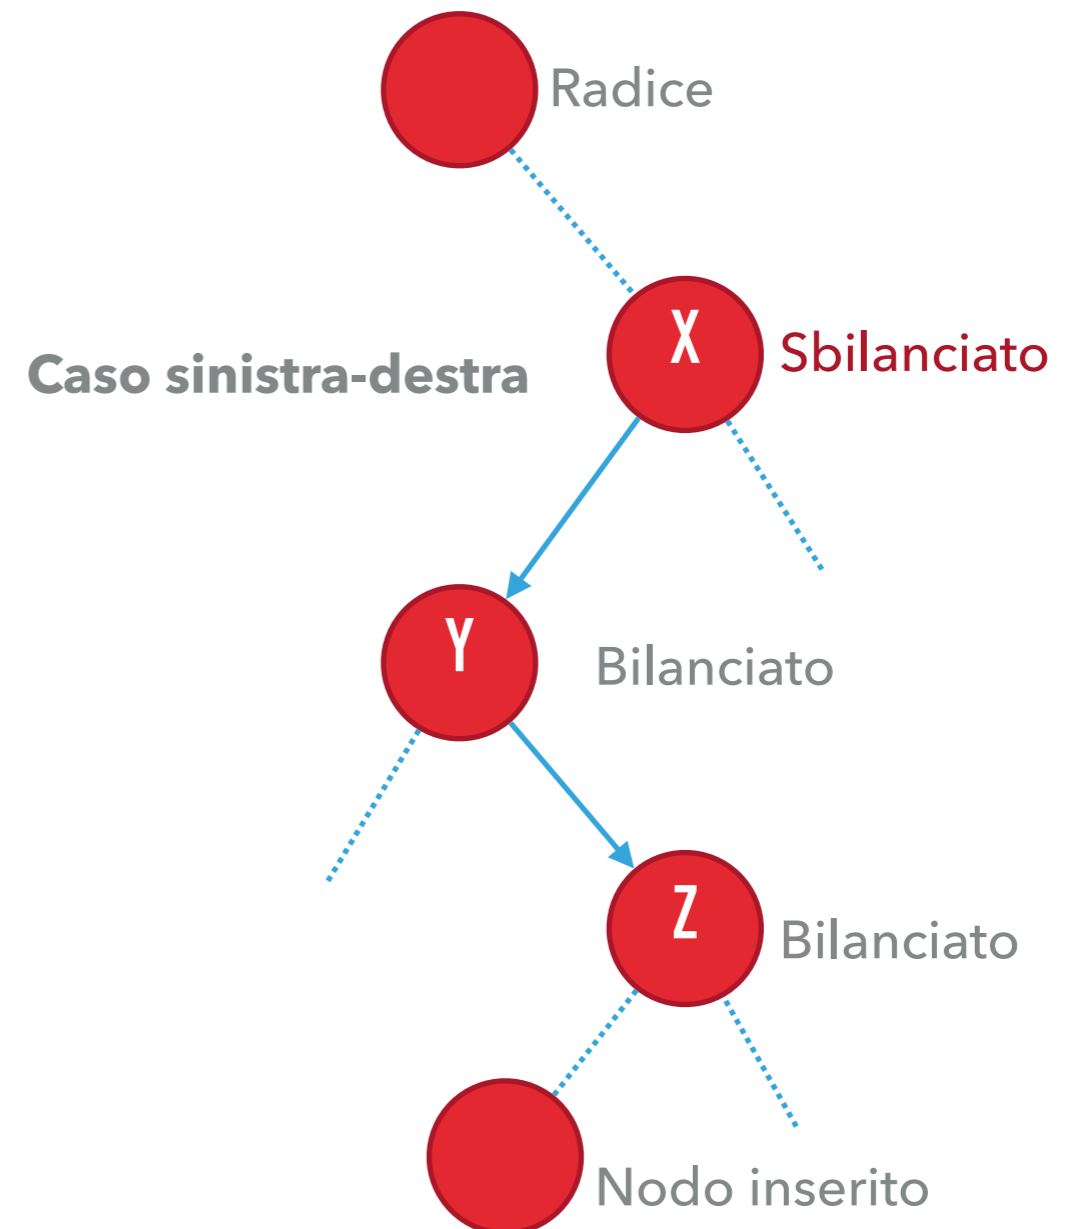 Radice
X
Sbilanciato
Caso sinistra-destra
Y
Bilanciato
Z
Bilanciato
Nodo inserito